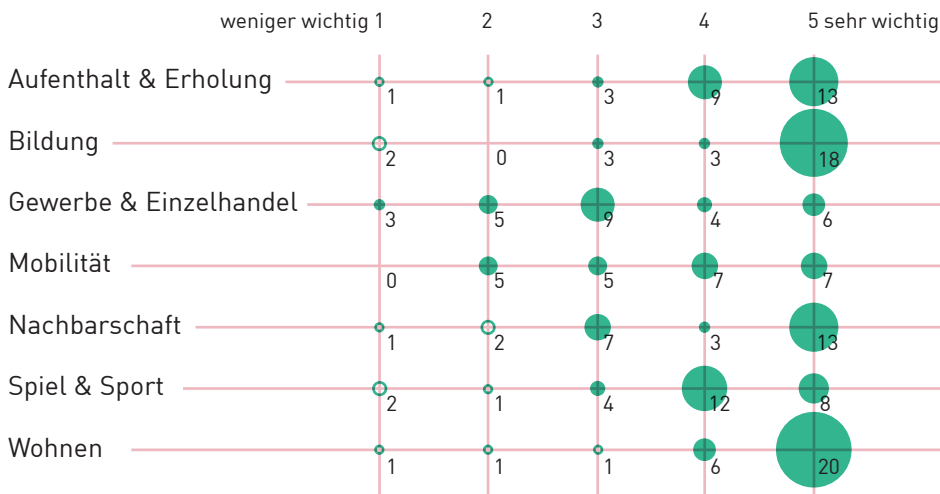 weniger wichtig 1 2 3 4 5 sehr wichtig
Aufenthalt & Erholung 1 1 3 9 13
Bildung 2 0 3 3 18
Gewerbe & Einzelhandel 3 5 9 4 6
Mobilität 0 5 5 7 7
Nachbarschaft 1 2 7 3 13
Spiel & Sport 2 1 4 12 8
Wohnen 1 1 1 6 20